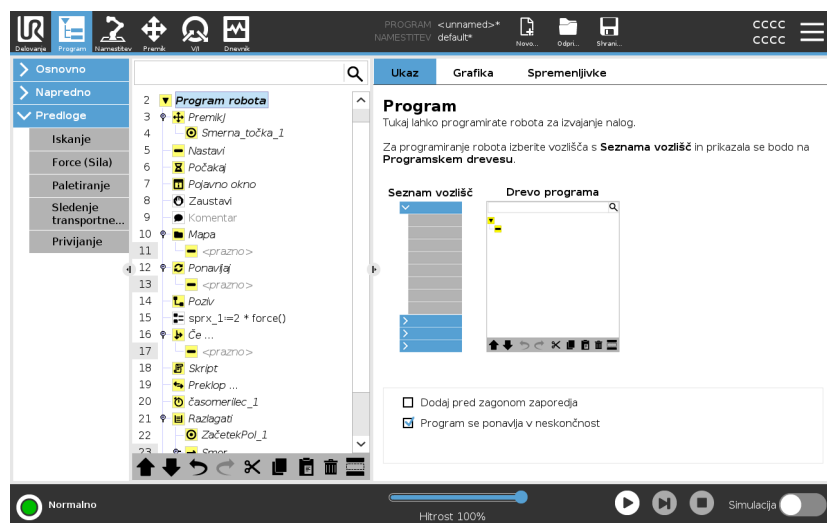 PROGRAM <unnamed>*
NAMESTITEV default*
UR
Delovanje Program Namestitev Premik V/I Dnevnik
Novo... Odpri... Shrani...
cccc
cccc
Osnovno
Napredno
Predloge
Iskanje
Force (Sila)
Paletiranje
Sledenje
transportne...
Privijanje
2 Program robota
3 PremikJ
4 Smerna_točka_1
5 Nastavi
6 Počakaj
7 Pojavno okno
8 Zaustavi
9 Komentar
10 Mapa
11 <prazno>
12 Ponavljaj
13 <prazno>
14 Poziv
15 sprx_1≔2 * force()
16 Če ...
17 <prazno>
18 Skript
19 Preklop ...
20 časomerilec_1
21 Razlagati
22 ZačetekPol_1
23 Smer
Ukaz Grafika Spremenljivke
Program
Tukaj lahko programirate robota za izvajanje nalog.
Za programiranje robota izberite vozlišča s Seznama vozlišč in prikazala se bodo na
Programskem drevesu.
Seznam vozlišč Drevo programa
Dodaj pred zagonom zaporedja
Program se ponavlja v neskončnost
Normalno
Hitrost 100%
Simulacija